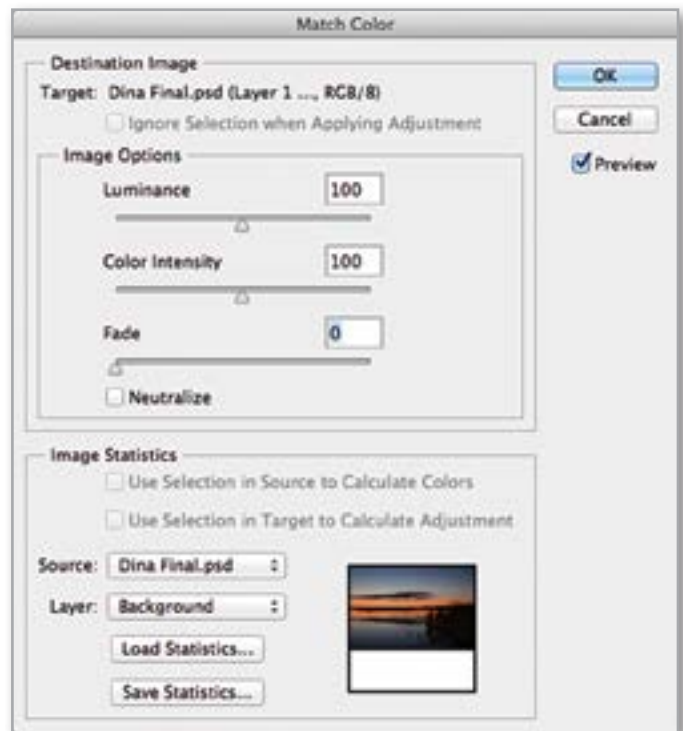 Match Color
Destination Image
Target: Dina Final.psd (Layer 1 ..., RGB/8)
Ignore Selection when Applying Adjustment
OK
Cancel
Preview
Image Options
Luminance 100
Color Intensity 100
Fade 0
Neutralize
Image Statistics
Use Selection in Source to Calculate Colors
Use Selection in Target to Calculate Adjustment
Source: Dina Final.psd
Layer: Background
Load Statistics...
Save Statistics...